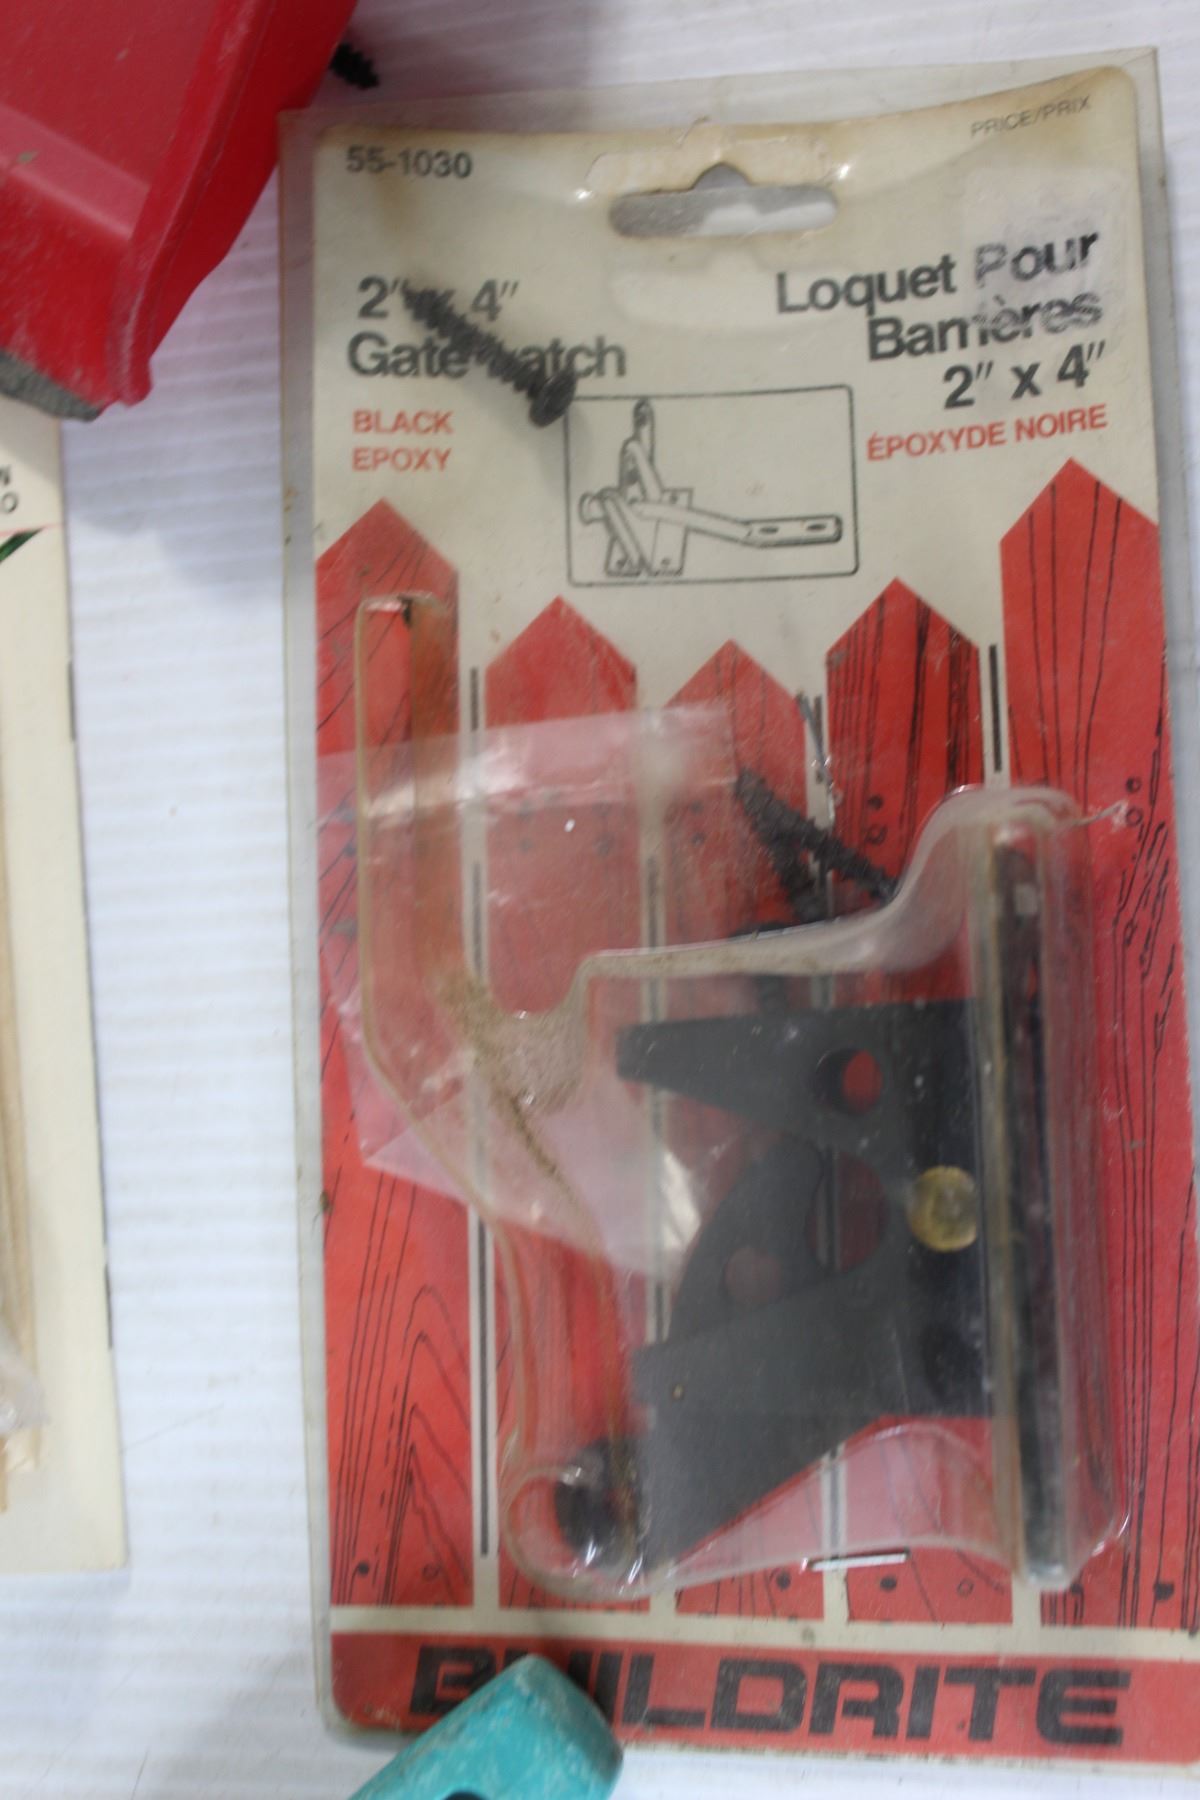 55-1030
PRICE/PRIX
2" x 4"
Gate Latch
BLACK
EPOXY
Loquet Pour
Barrières
2" x 4"
ÉPOXYDE NOIRE
BUILDRITE